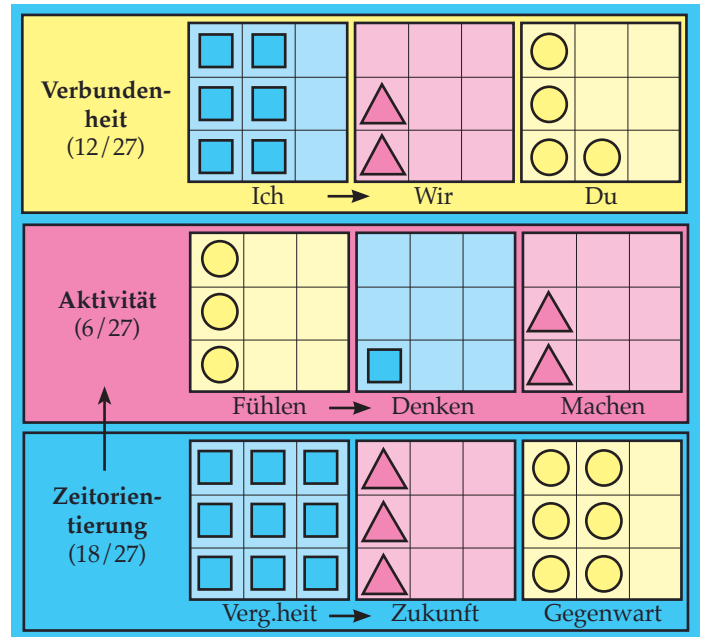 Verbunden-
heit
(12/27)
Ich
Wir
Du
Aktivität
(6/27)
Fühlen
Denken
Machen
Zeitorien-
tierung
(18/27)
Verg.heit
Zukunft
Gegenwart